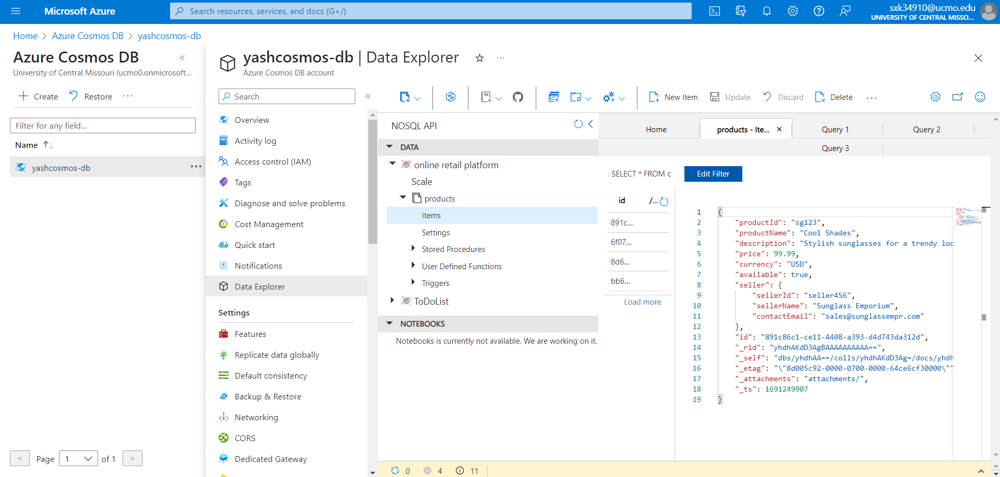 Microsoft Azure
Search resources, services, and docs (G+/)
sxk34910@ucmo.edu
UNIVERSITY OF CENTRAL MISSO...
Home > Azure Cosmos DB > yashcosmos-db
Azure Cosmos DB
University of Central Missouri (ucmo0.onmicrosoft...
Create
Restore
Filter for any field...
Name
yashcosmos-db
Page
1
of 1
yashcosmos-db | Data Explorer
Azure Cosmos DB account
Search
Overview
Activity log
Access control (IAM)
Tags
Diagnose and solve problems
Cost Management
Quick start
Notifications
Data Explorer
Settings
Features
Replicate data globally
Default consistency
Backup & Restore
Networking
CORS
Dedicated Gateway
New Item
Update
Discard
Delete
NOSQL API
DATA
online retail platform
Scale
products
Items
Settings
Stored Procedures
User Defined Functions
Triggers
ToDoList
NOTEBOOKS
Notebooks is currently not available. We are working on it.
Home
products - Ite...
Query 1
Query 2
Query 3
SELECT * FROM c
Edit Filter
id
/...
891c...
6f07...
8d6...
bb6...
Load more
1 {
2 "productId": "sg123",
3 "productName": "Cool Shades",
4 "description": "Stylish sunglasses for a trendy loo
5 "price": 99.99,
6 "currency": "USD",
7 "available": true,
8 "seller": {
9 "sellerId": "seller456",
10 "sellerName": "Sunglass Emporium",
11 "contactEmail": "sales@sunglassempr.com"
12 },
13 "id": "891c86c1-ce11-4408-a393-d4d743da312d",
14 "_rid": "yhdhAKdD3AgBAAAAAAAAAA==",
15 "_self": "dbs/yhdhAA==/colls/yhdhAKdD3Ag=/docs/yhdh
16 "_etag": "\"8d005c92-0000-0700-0000-64ce6cf30000\""
17 "_attachments": "attachments/",
18 "_ts": 1691249907
19 }
0
4
11